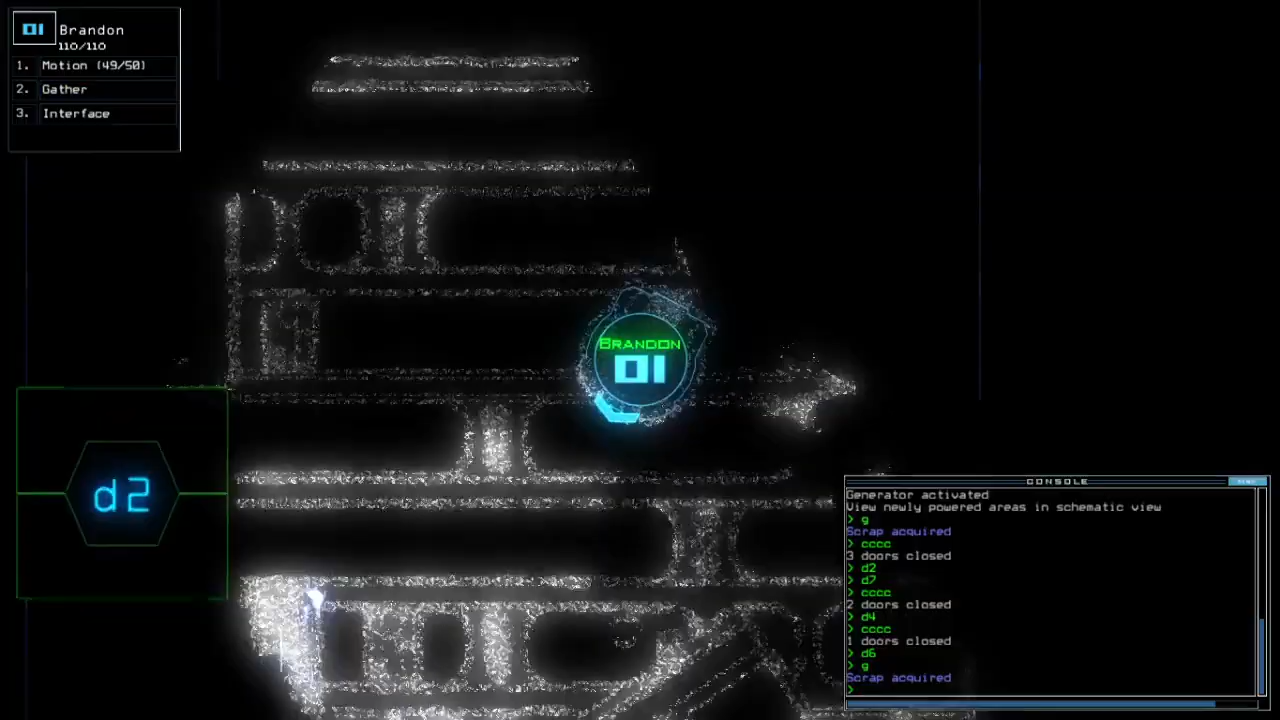 01 Brandon
110/110
1. Motion (49/50)
2. Gather
3. Interface
BRANDON
01
d2
CONSOLE
Generator activated
View newly powered areas in schematic view
> g
Scrap acquired
> cccc
3 doors closed
> d2
> d7
> cccc
2 doors closed
> d4
> cccc
1 doors closed
> d6
> g
Scrap acquired
>